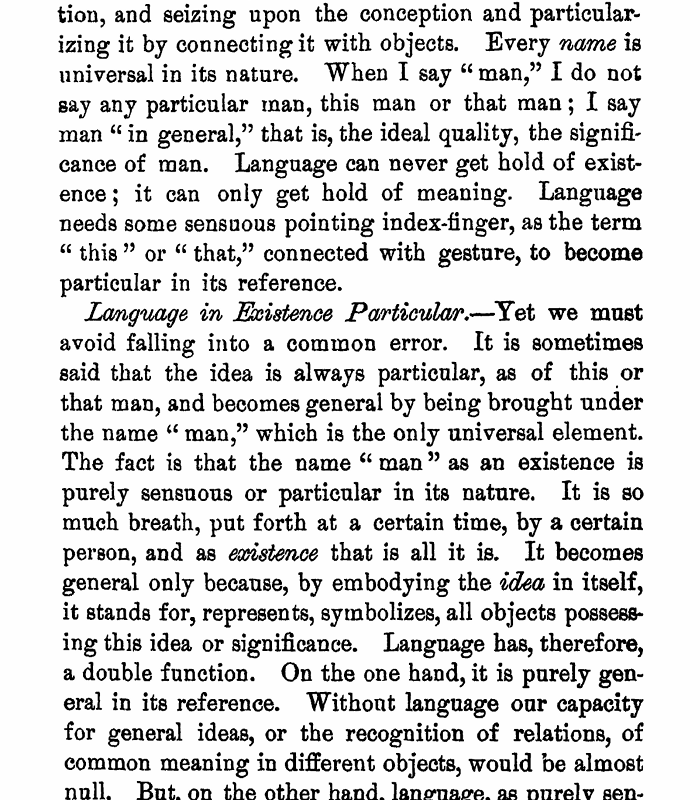 tion, and seizing upon the conception and particular-
izing it by connecting it with objects. Every name is
universal in its nature. When I say “man,” I do not
say any particular man, this man or that man; I say
man “in general,” that is, the ideal quality, the signifi-
cance of man. Language can never get hold of exist-
ence; it can only get hold of meaning. Language
needs some sensuous pointing index-finger, as the term
“this” or “that,” connected with gesture, to become
particular in its reference.
Language in Existence Particular.—Yet we must
avoid falling into a common error. It is sometimes
said that the idea is always particular, as of this or
that man, and becomes general by being brought under
the name “man,” which is the only universal element.
The fact is that the name “man” as an existence is
purely sensuous or particular in its nature. It is so
much breath, put forth at a certain time, by a certain
person, and as existence that is all it is. It becomes
general only because, by embodying the idea in itself,
it stands for, represents, symbolizes, all objects possess-
ing this idea or significance. Language has, therefore,
a double function. On the one hand, it is purely gen-
eral in its reference. Without language our capacity
for general ideas, or the recognition of relations, of
common meaning in different objects, would be almost
null. But, on the other hand, language, as purely sen-